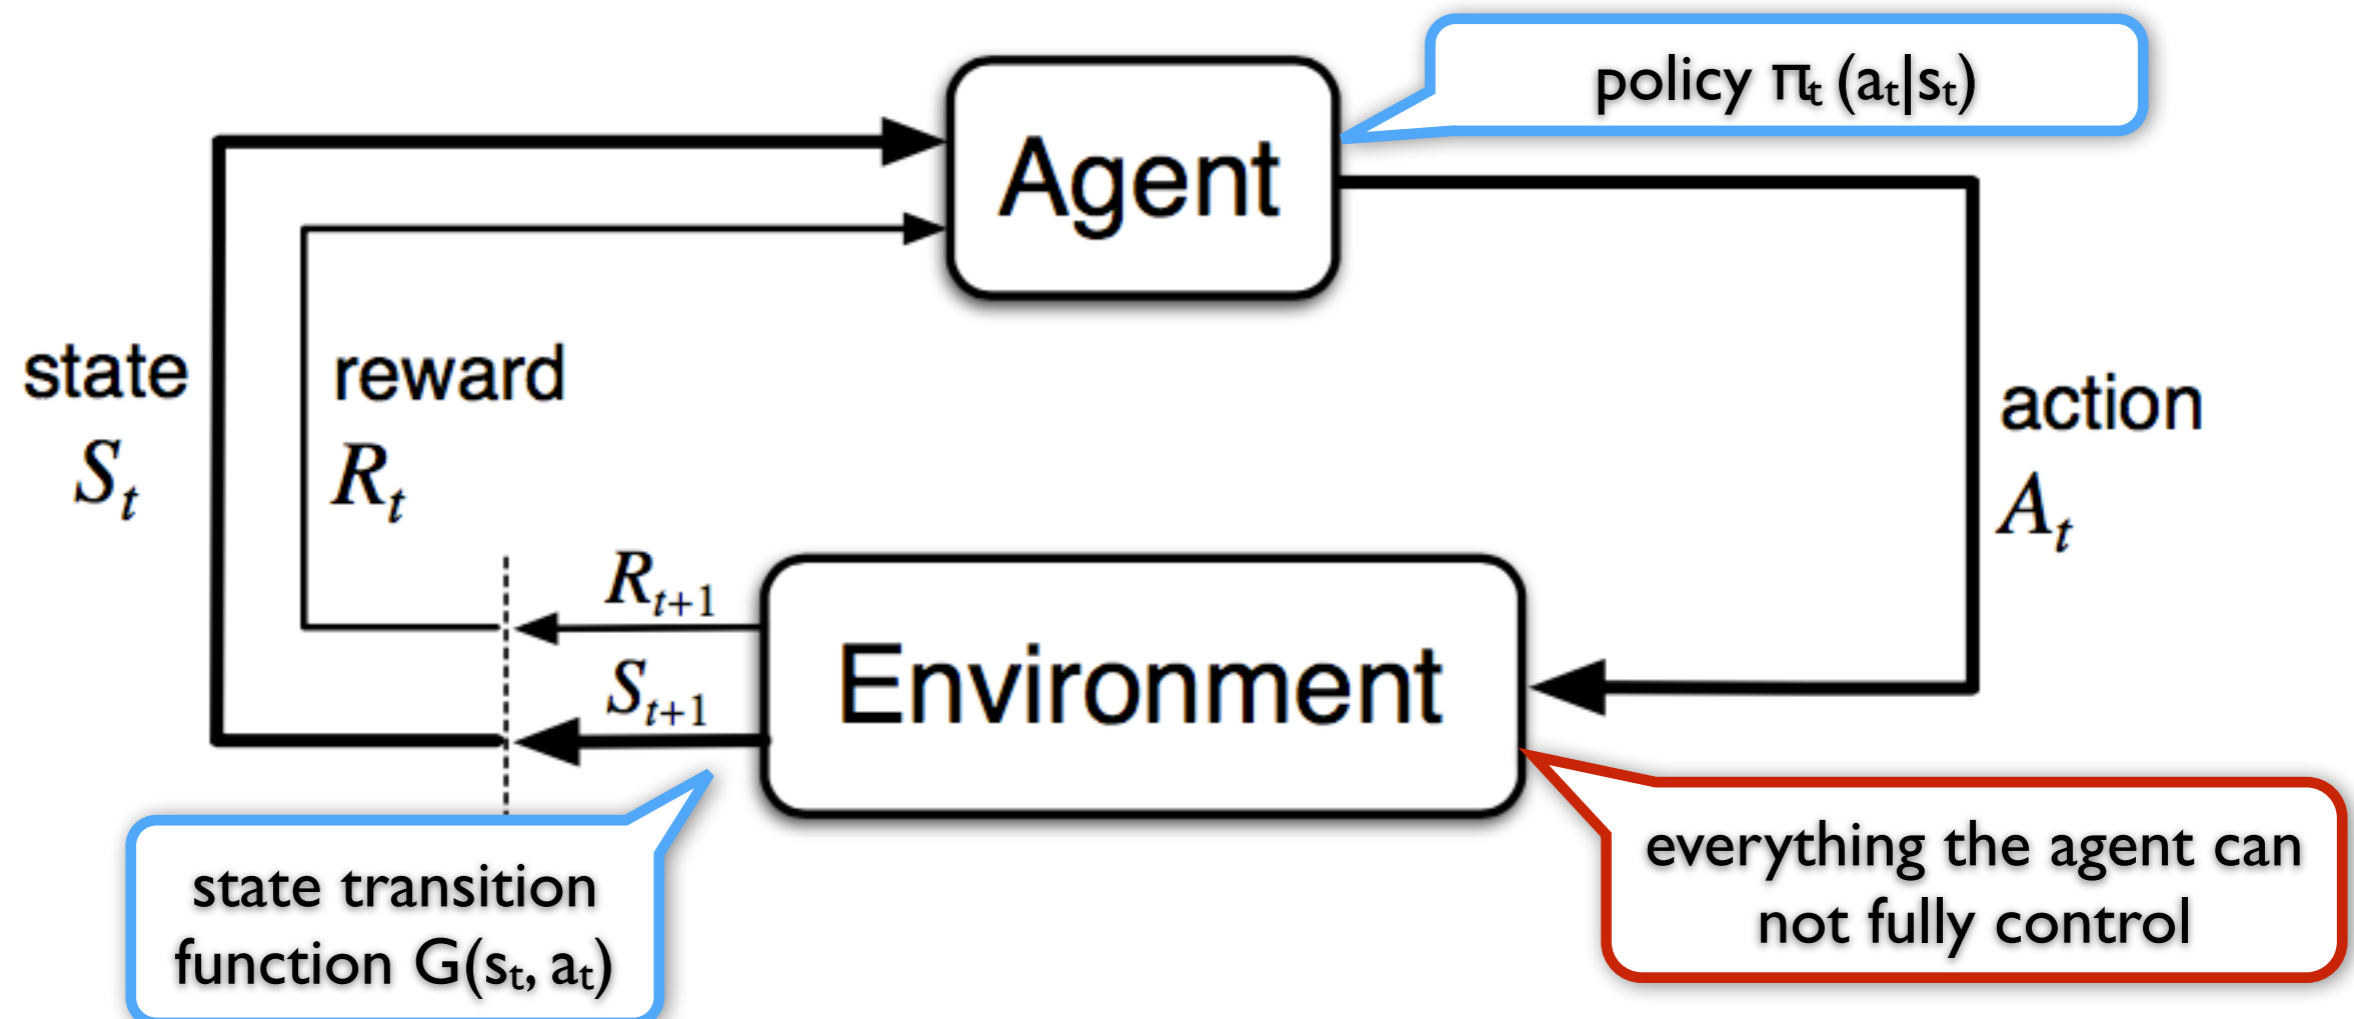 policy πₜ (aₜ|sₜ)
Agent
state
Sₜ
reward
Rₜ
action
Aₜ
Rₜ₊₁
Sₜ₊₁
Environment
state transition
function G(sₜ, aₜ)
everything the agent can
not fully control